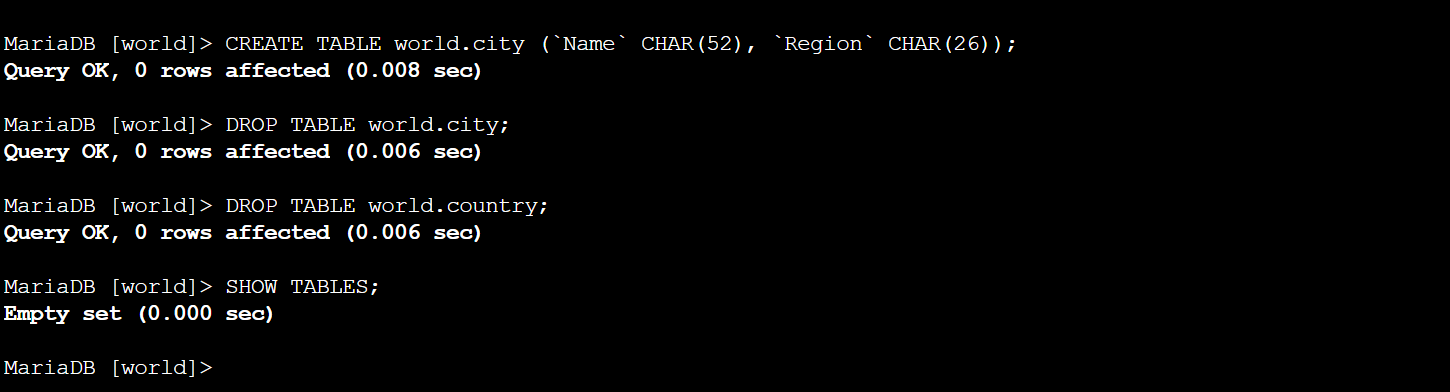 MariaDB [world]> CREATE TABLE world.city (`Name` CHAR(52), `Region` CHAR(26));
Query OK, 0 rows affected (0.008 sec)
MariaDB [world]> DROP TABLE world.city;
Query OK, 0 rows affected (0.006 sec)
MariaDB [world]> DROP TABLE world.country;
Query OK, 0 rows affected (0.006 sec)
MariaDB [world]> SHOW TABLES;
Empty set (0.000 sec)
MariaDB [world]>